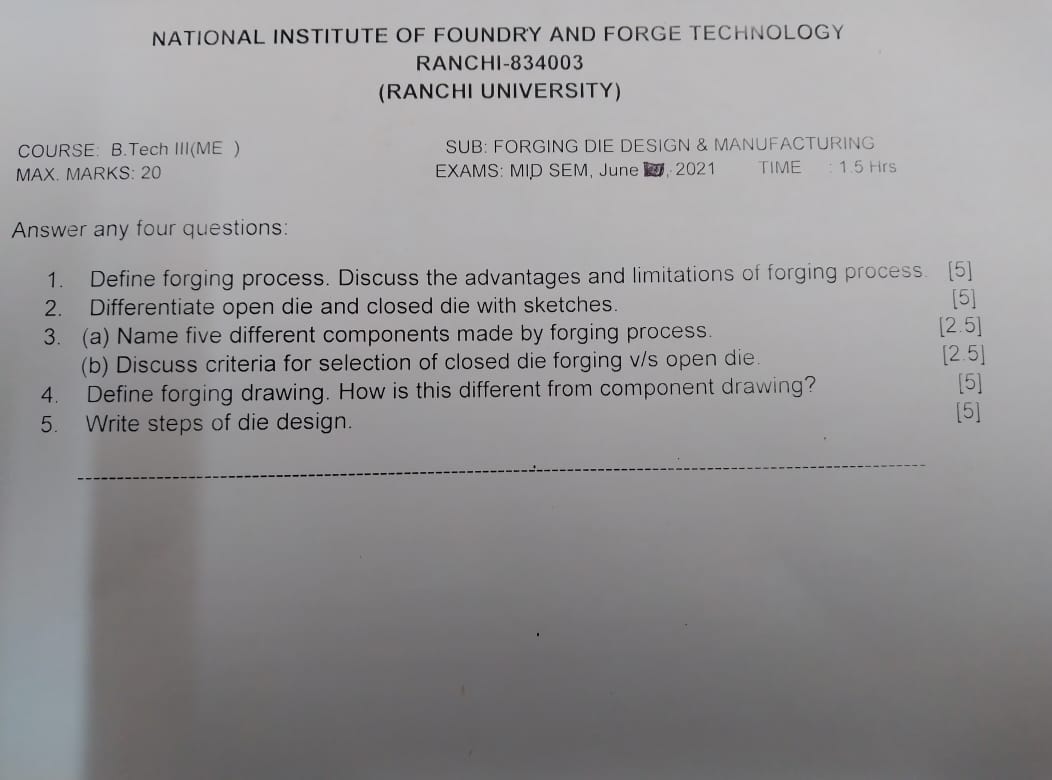 NATIONAL INSTITUTE OF FOUNDRY AND FORGE TECHNOLOGY
RANCHI-834003
(RANCHI UNIVERSITY)
COURSE: B.Tech III(ME )
SUB: FORGING DIE DESIGN & MANUFACTURING
MAX. MARKS: 20
EXAMS: MID SEM, June , 2021 TIME : 1.5 Hrs
Answer any four questions:
1. Define forging process. Discuss the advantages and limitations of forging process. [5]
2. Differentiate open die and closed die with sketches. [5]
3. (a) Name five different components made by forging process. [2.5]
(b) Discuss criteria for selection of closed die forging v/s open die. [2.5]
4. Define forging drawing. How is this different from component drawing? [5]
5. Write steps of die design. [5]